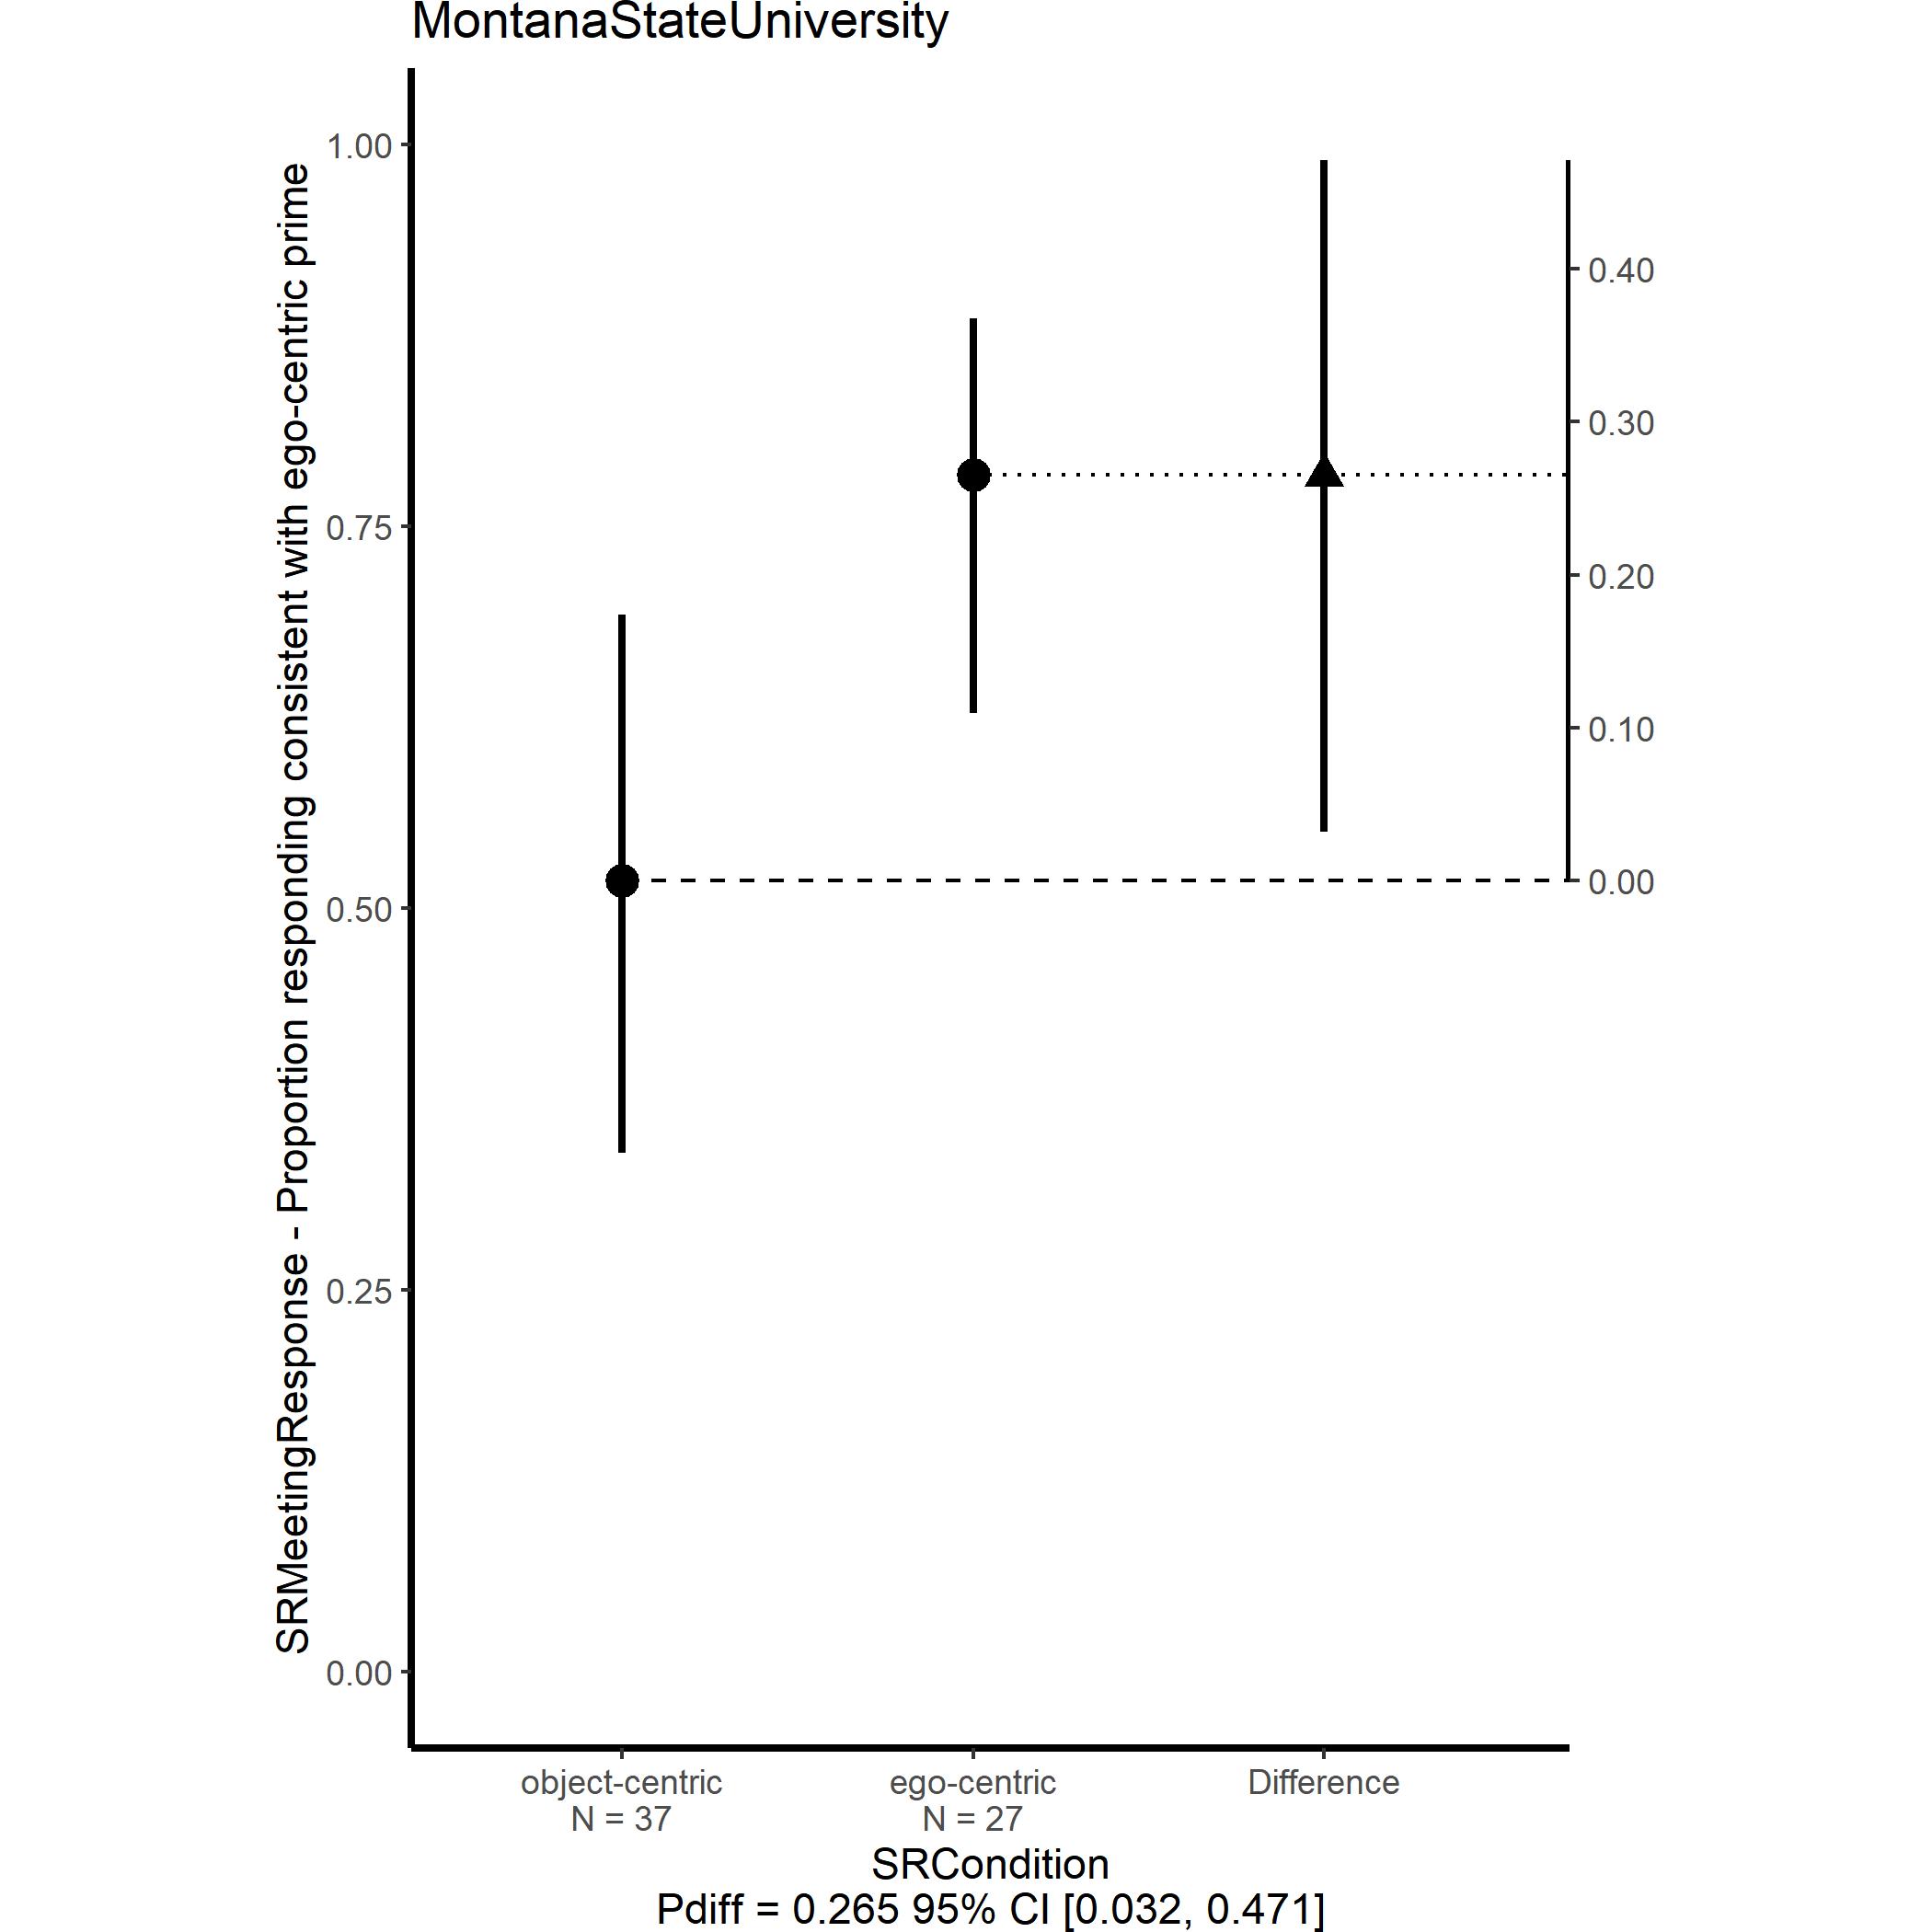 MontanaStateUniversity
SRMeetingResponse - Proportion responding consistent with ego-centric prime
1.00
0.75
0.50
0.25
0.00
0.40
0.30
0.20
0.10
0.00
object-centric
N = 37
ego-centric
N = 27
Difference
SRCondition
Pdiff = 0.265 95% CI [0.032, 0.471]